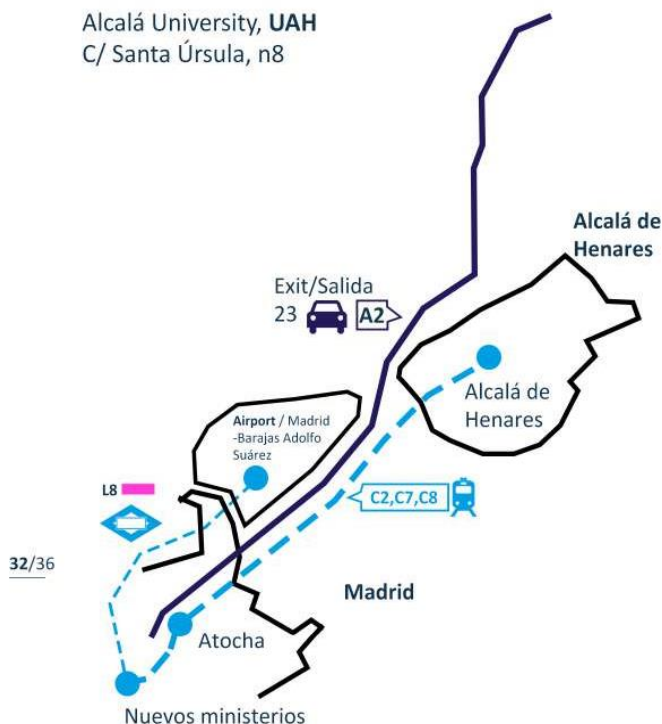 Alcalá University, UAH
C/ Santa Úrsula, n8
Alcalá de
Henares
Exit/Salida
23
A2
Alcalá de
Henares
Airport / Madrid
-Barajas Adolfo
Suárez
L8
C2,C7,C8
32/36
Madrid
Atocha
Nuevos ministerios